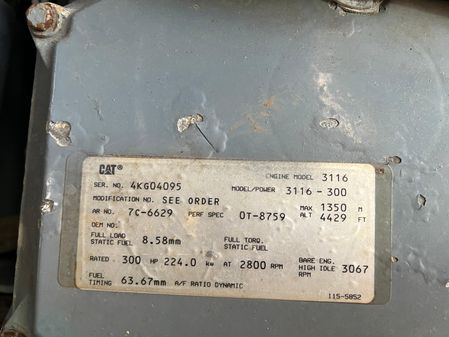 CAT® ENGINE MODEL 3116
SER. NO. 4KG04095 MODEL/POWER 3116-300
MODIFICATION NO. SEE ORDER MAX ALT 1350 M
AR NO. 7C-6629 PERF SPEC OT-8759 4429 FT
OEM NO.
FULL LOAD STATIC FUEL 8.58mm FULL TORQ. STATIC FUEL
RATED 300 HP 224.0 kw AT 2800 RPM BARE ENG. HIGH IDLE RPM 3067
FUEL TIMING 63.67mm A/F RATIO DYNAMIC
115-5852